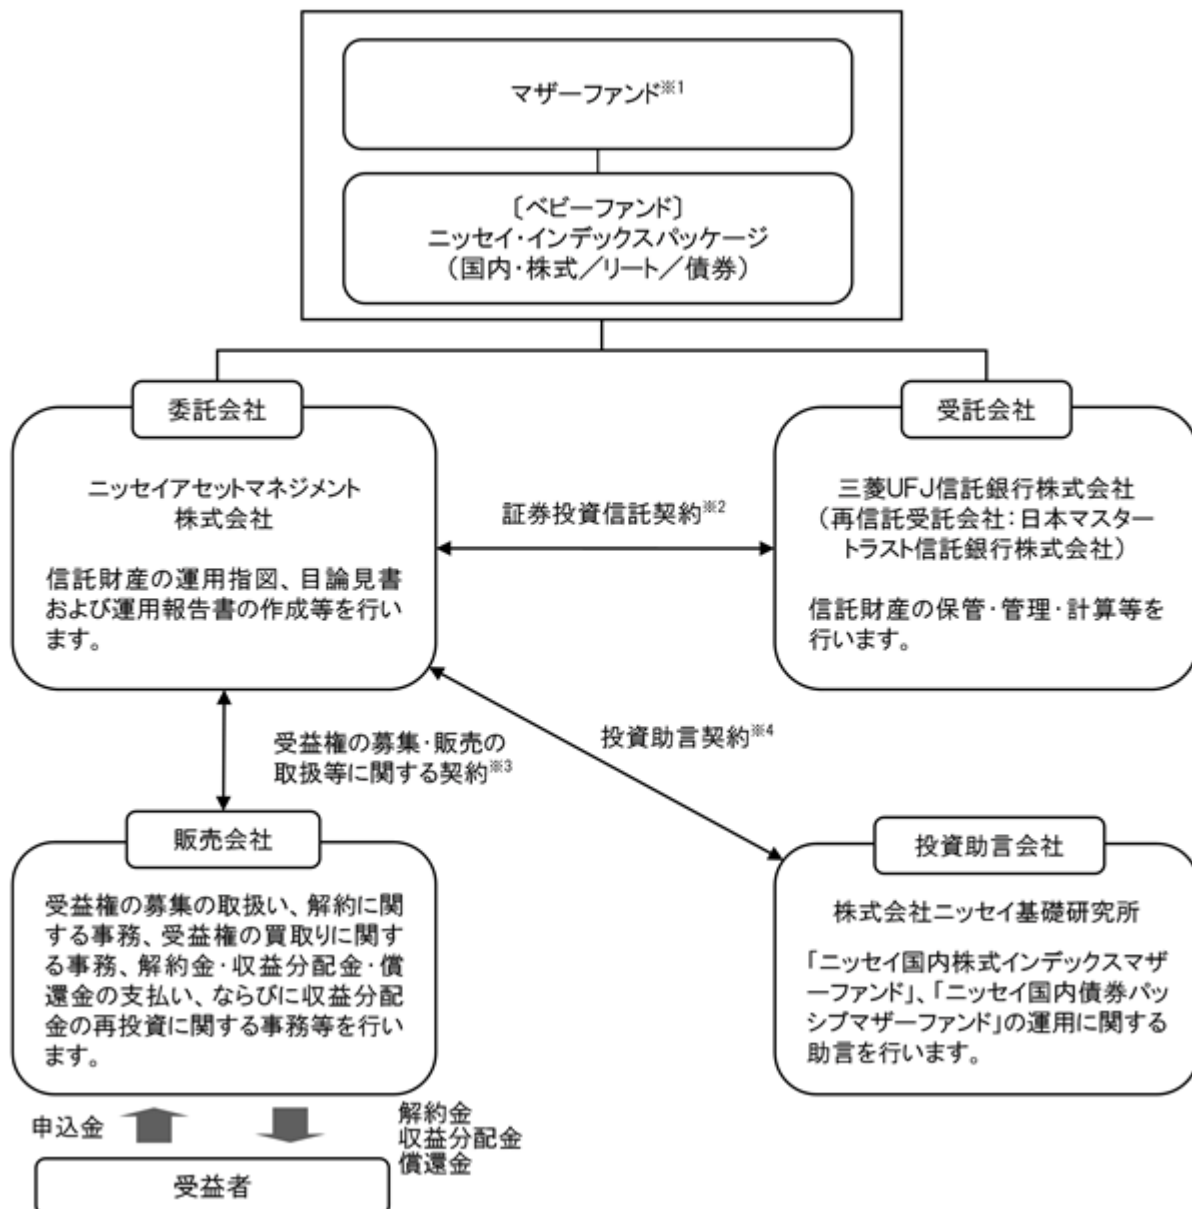 マザーファンド※1
〔ベビーファンド〕
ニッセイ・インデックスパッケージ
（国内・株式／リート／債券）
委託会社
ニッセイアセットマネジメント
株式会社
信託財産の運用指図、目論見書
および運用報告書の作成等を行い
ます。
証券投資信託契約※2
受託会社
三菱UFJ信託銀行株式会社
（再信託受託会社：日本マスター
トラスト信託銀行株式会社）
信託財産の保管・管理・計算等を
行います。
受益権の募集・販売の
取扱等に関する契約※3
投資助言契約※4
販売会社
受益権の募集の取扱い、解約に関
する事務、受益権の買取りに関す
る事務、解約金・収益分配金・償
還金の支払い、ならびに収益分配
金の再投資に関する事務等を行い
ます。
投資助言会社
株式会社ニッセイ基礎研究所
「ニッセイ国内株式インデックスマザ
ーファンド」、「ニッセイ国内債券パッ
シブマザーファンド」の運用に関する
助言を行います。
申込金
解約金
収益分配金
償還金
受益者